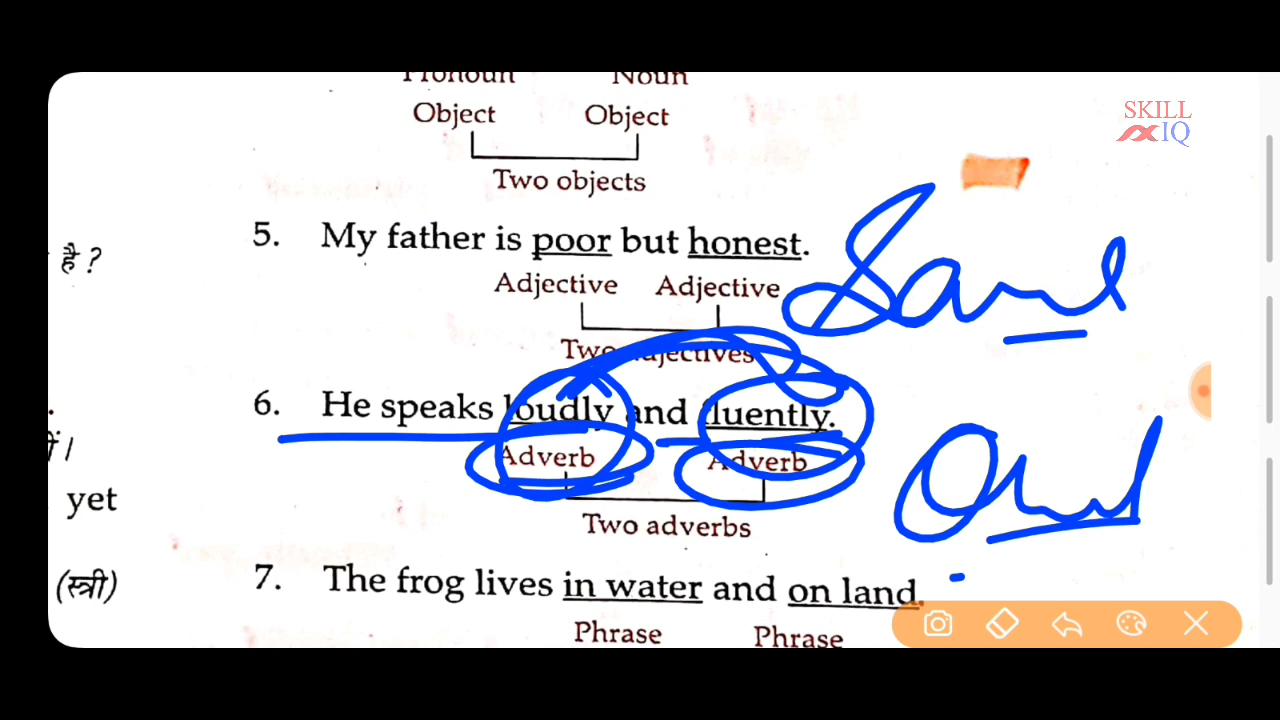 Pronoun Noun
SKILL
IQ
Object Object
Two objects
है ?
5. My father is poor but honest.
Adjective Adjective
Same
Two adjectives
6. He speaks loudly and fluently.
Adverb Adverb
yet
And
Two adverbs
(स्त्री)
7. The frog lives in water and on land.
Phrase Phrase